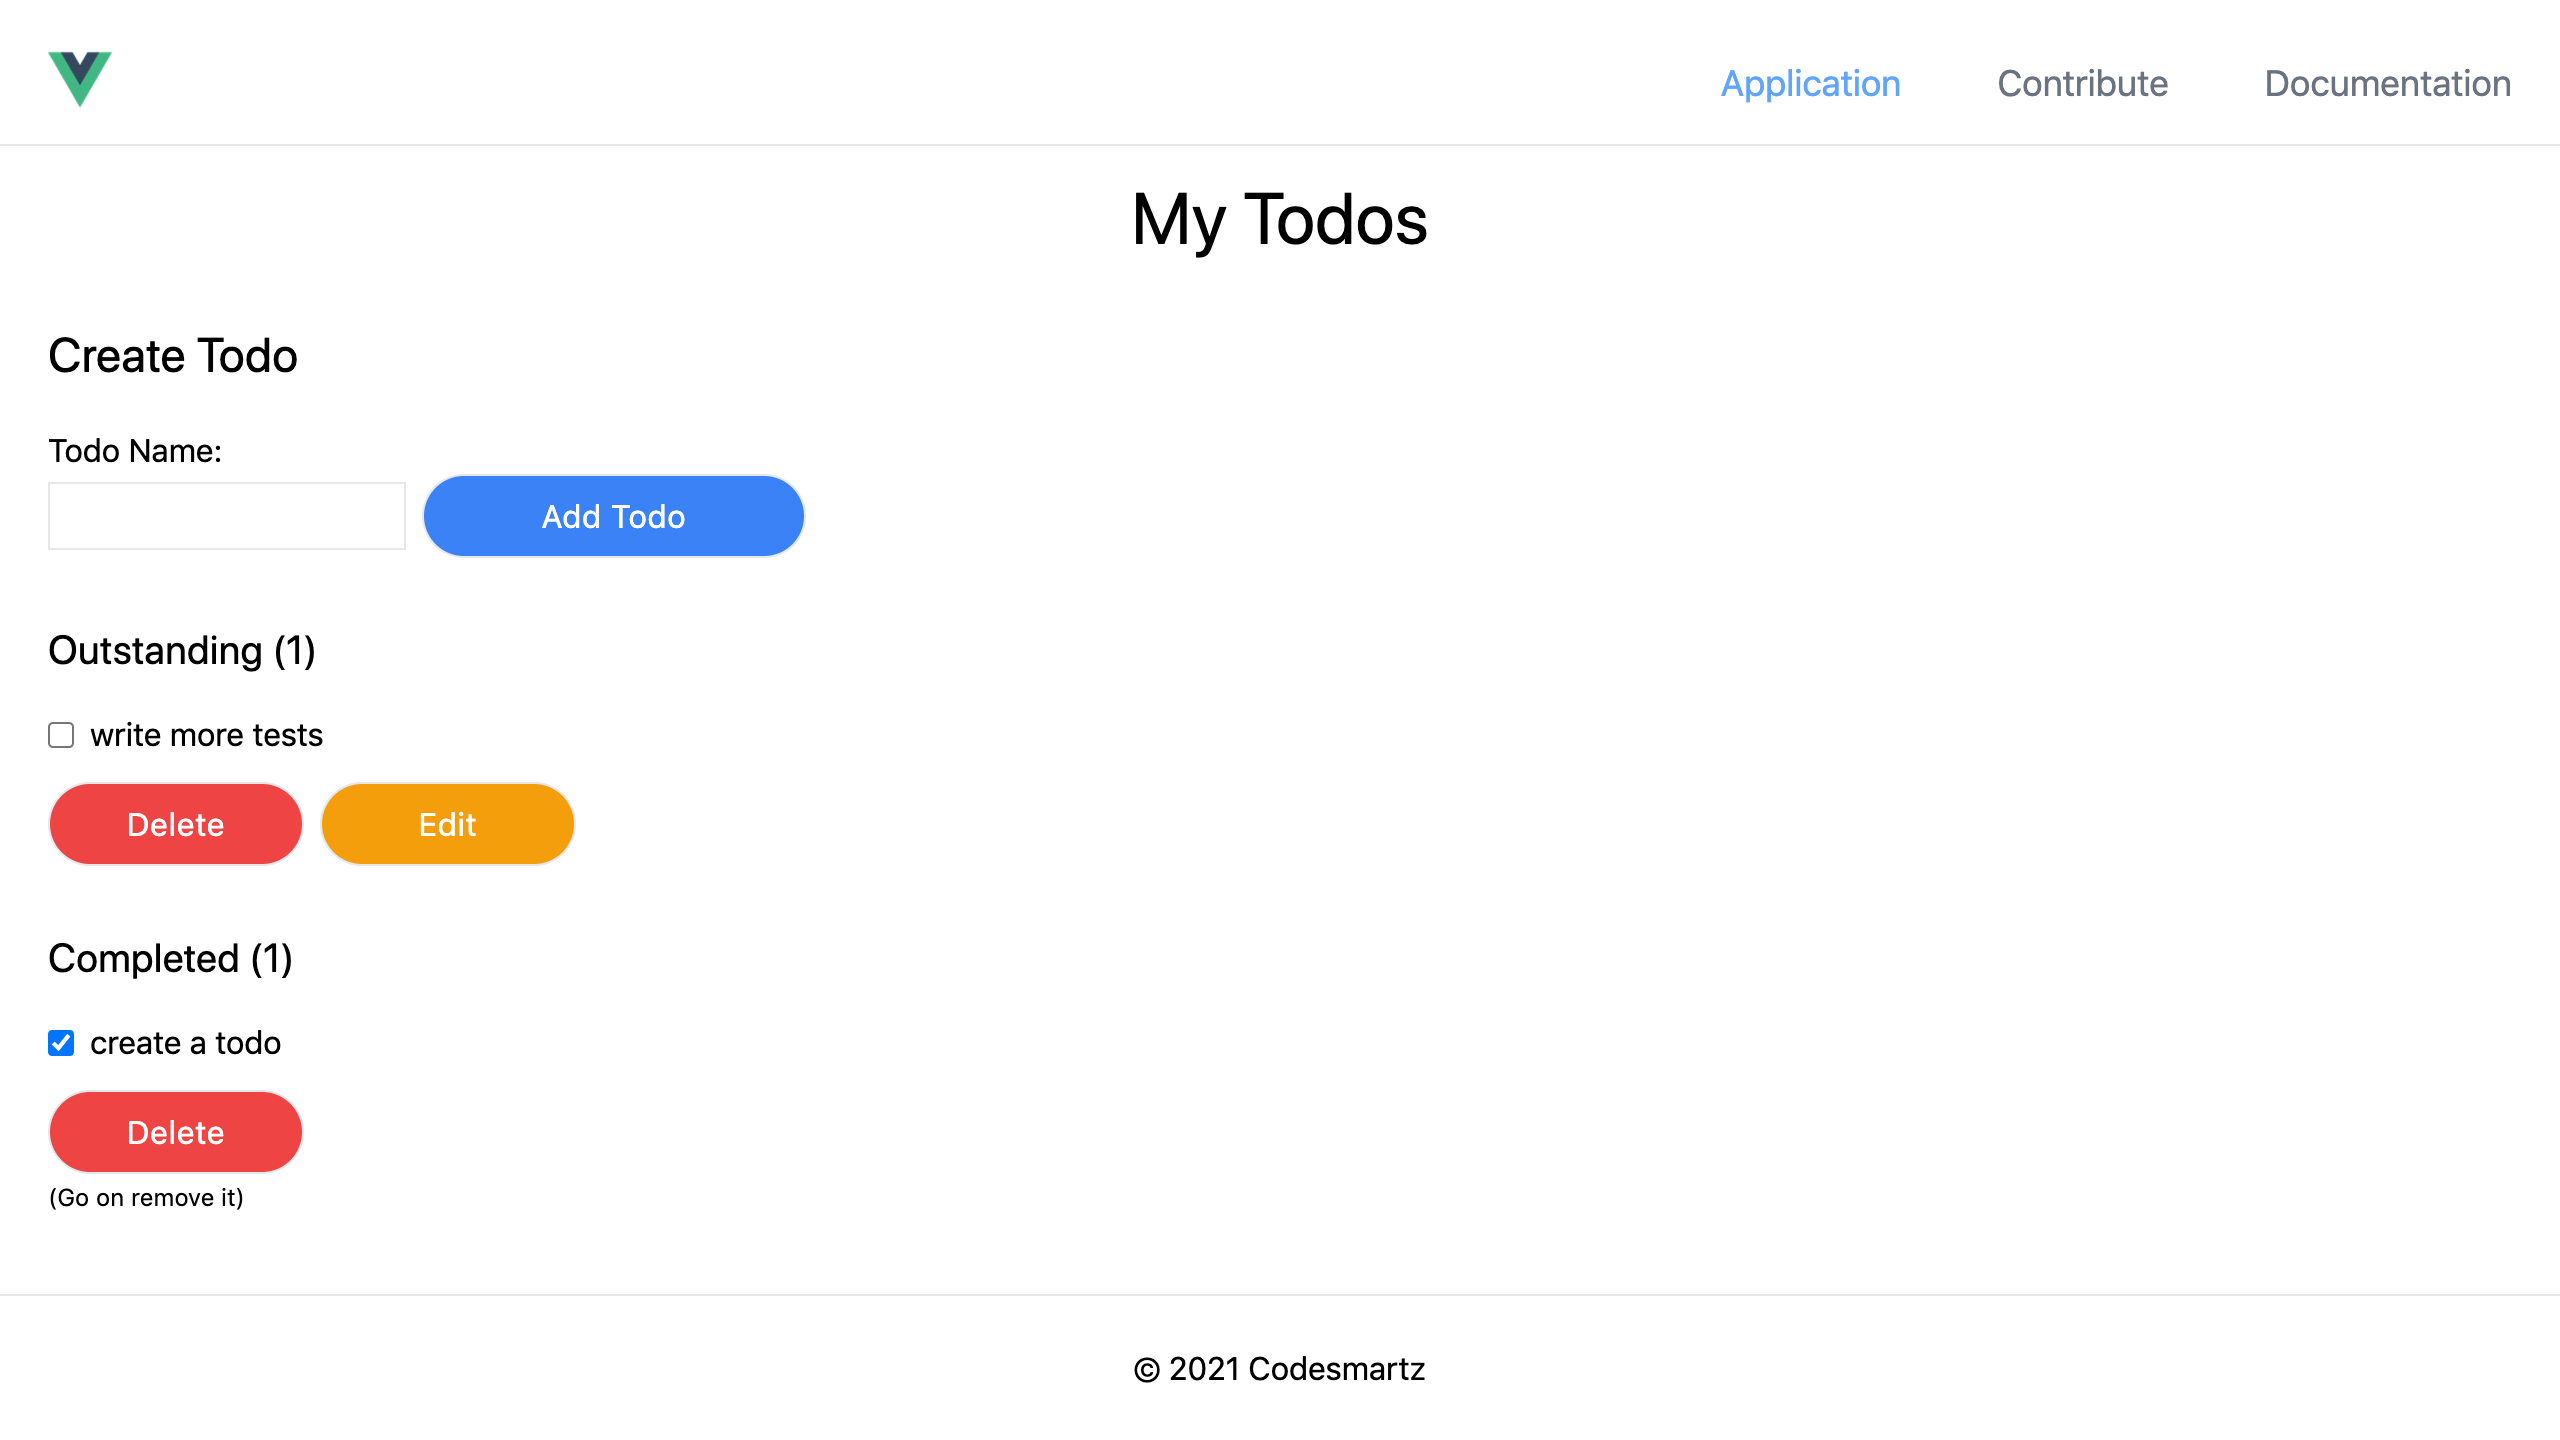 Application Contribute Documentation
My Todos
Create Todo
Todo Name:
Add Todo
Outstanding (1)
write more tests
Delete Edit
Completed (1)
create a todo
Delete
(Go on remove it)
© 2021 Codesmartz